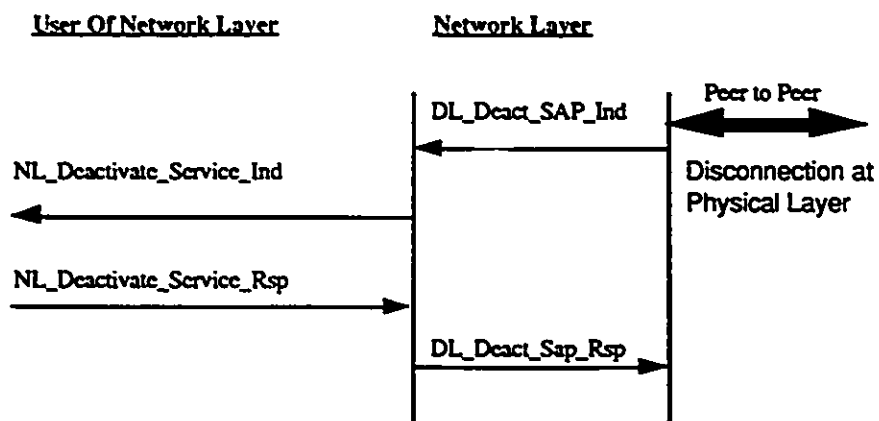 User Of Network Layer
Network Layer
Peer to Peer
DL_Deact_SAP_Ind
NL_Deactivate_Service_Ind
Disconnection at
Physical Layer
NL_Deactivate_Service_Rsp
DL_Deact_Sap_Rsp